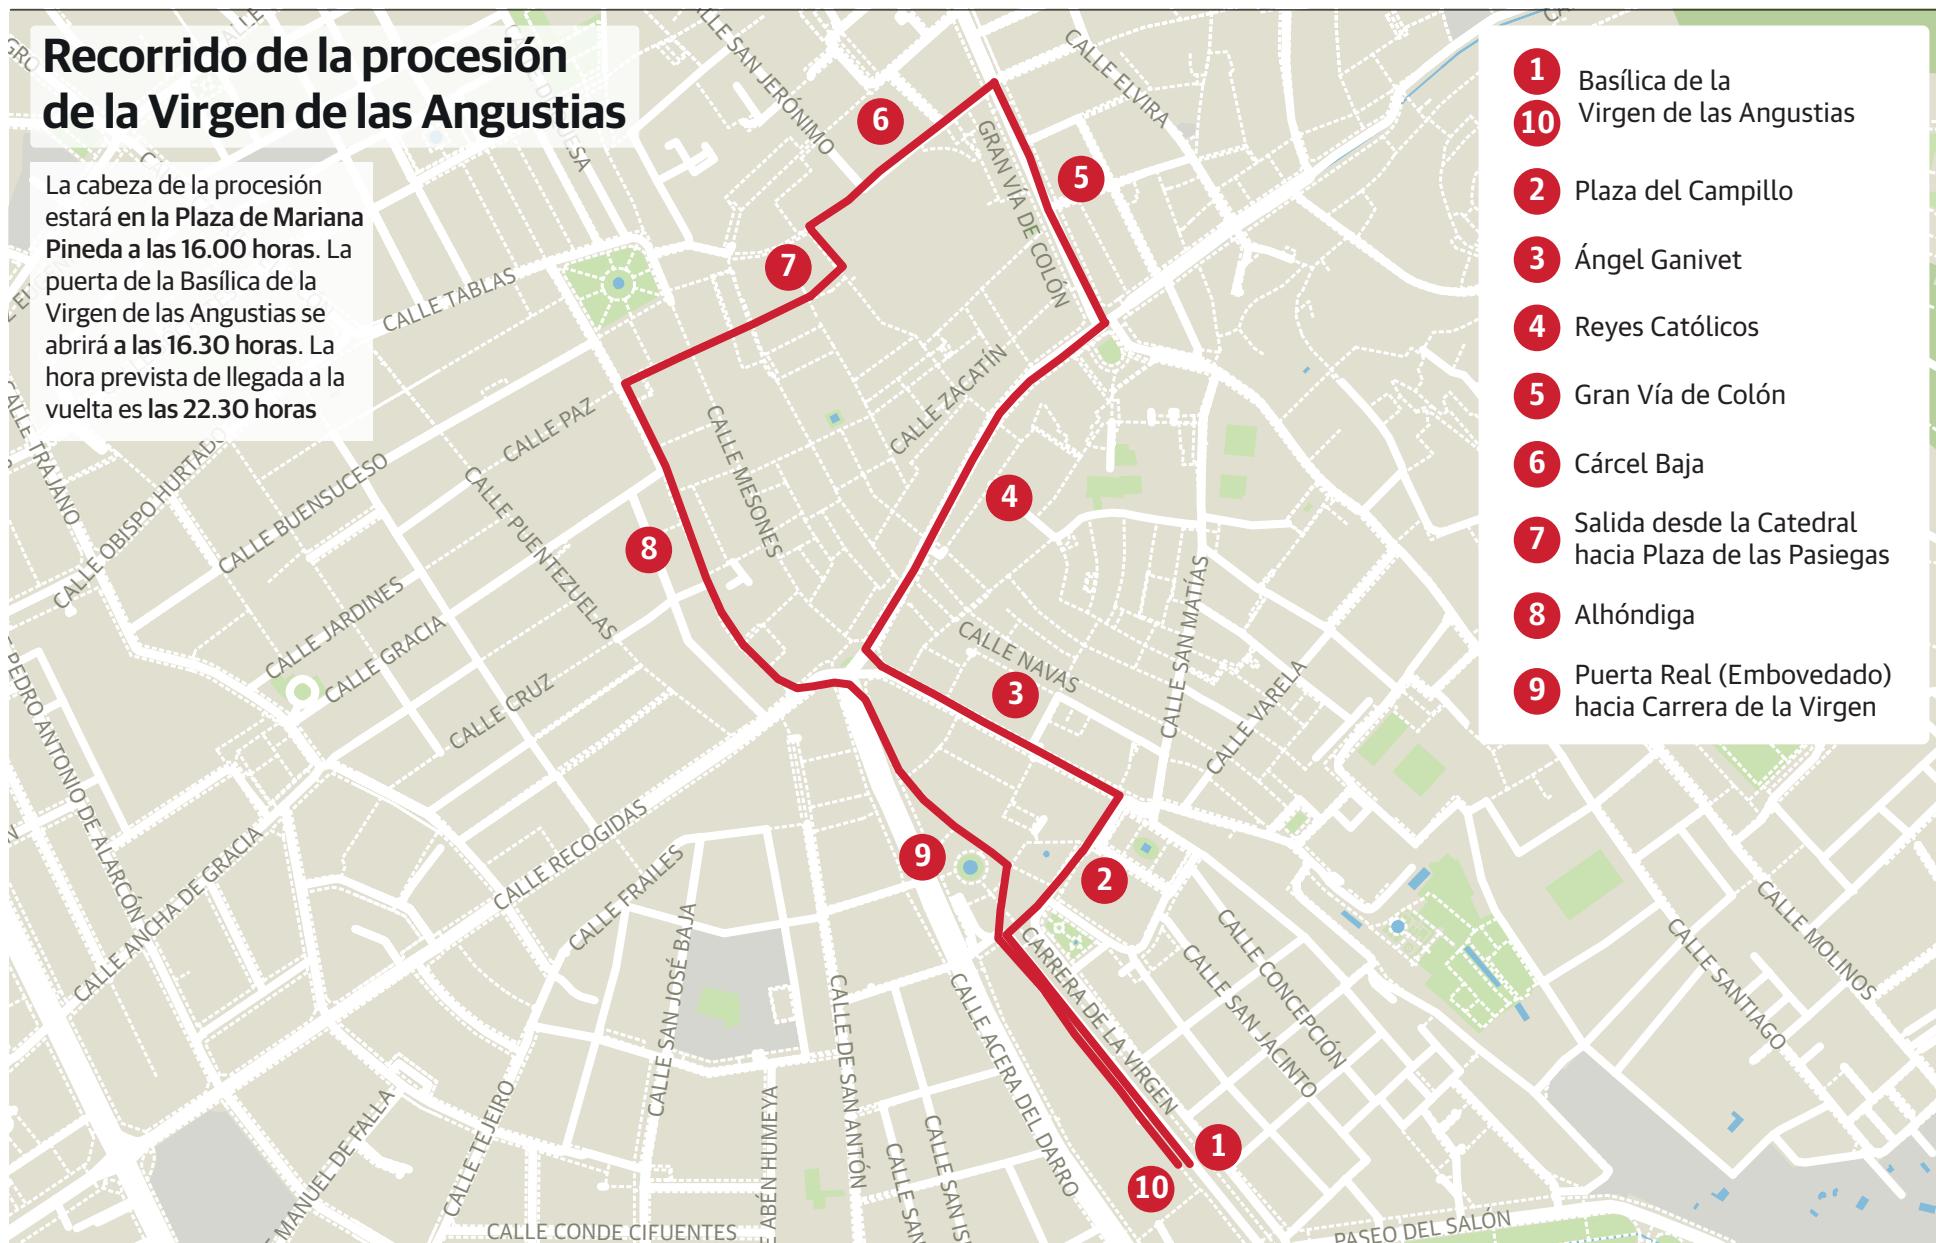 Recorrido de la procesión
de la Virgen de las Angustias
La cabeza de la procesión
estará en la Plaza de Mariana
Pineda a las 16.00 horas. La
puerta de la Basílica de la
Virgen de las Angustias se
abrirá a las 16.30 horas. La
hora prevista de llegada a la
vuelta es las 22.30 horas
1
10
Basílica de la
Virgen de las Angustias
2 Plaza del Campillo
3 Ángel Ganivet
4 Reyes Católicos
5 Gran Vía de Colón
6 Cárcel Baja
7 Salida desde la Catedral
hacia Plaza de las Pasiegas
8 Alhóndiga
9 Puerta Real (Embovedado)
hacia Carrera de la Virgen
CALLE SAN JERÓNIMO
CALLE ELVIRA
6
GRAN VÍA DE COLÓN
5
7
CALLE TABLAS
CALLE ZACATÍN
CALLE PAZ
CALLE MESONES
CALLE TRAJANO
CALLE OBISPO HURTADO
CALLE BUENSUCESO
CALLE PUENTEZUELAS
4
8
CALLE JARDINES
CALLE GRACIA
CALLE CRUZ
CALLE NAVAS
3
CALLE SAN MATÍAS
CALLE VARELA
PEDRO ANTONIO DE ALARCÓN
CALLE ANCHA DE GRACIA
CALLE RECOGIDAS
CALLE FRAILES
9
2
CALLE SAN JOSÉ BAJA
CALLE DE SAN ANTÓN
CALLE ACERA DEL DARRO
CARRERA DE LA VIRGEN
CALLE CONCEPCIÓN
CALLE SAN JACINTO
CALLE SANTIAGO
CALLE MOLINOS
MANUEL DE FALLA
CALLE TEJEIRO
ABÉN HUMEYA
CALLE SAN
CALLE SAN IS
1
10
CALLE CONDE CIFUENTES
PASEO DEL SALÓN